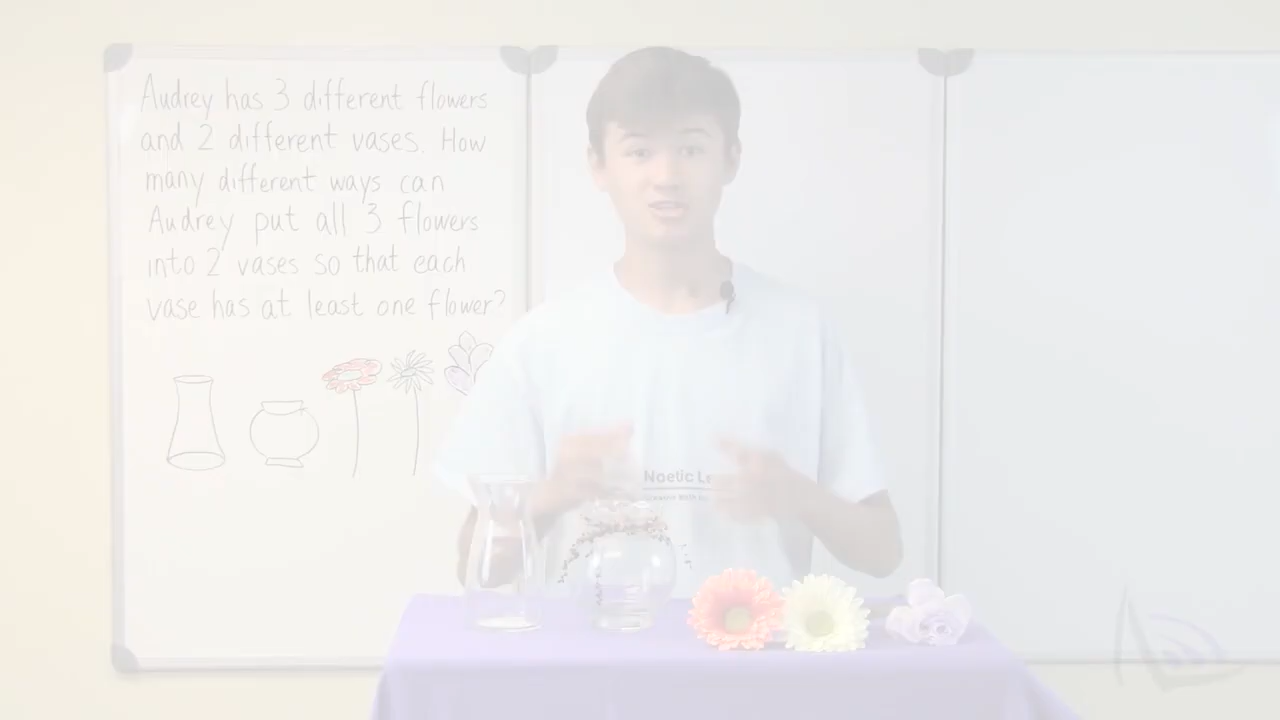 Audrey has 3 different flowers
and 2 different vases. How
many different ways can
Audrey put all 3 flowers
into 2 vases so that each
vase has at least one flower?
Noetic Le